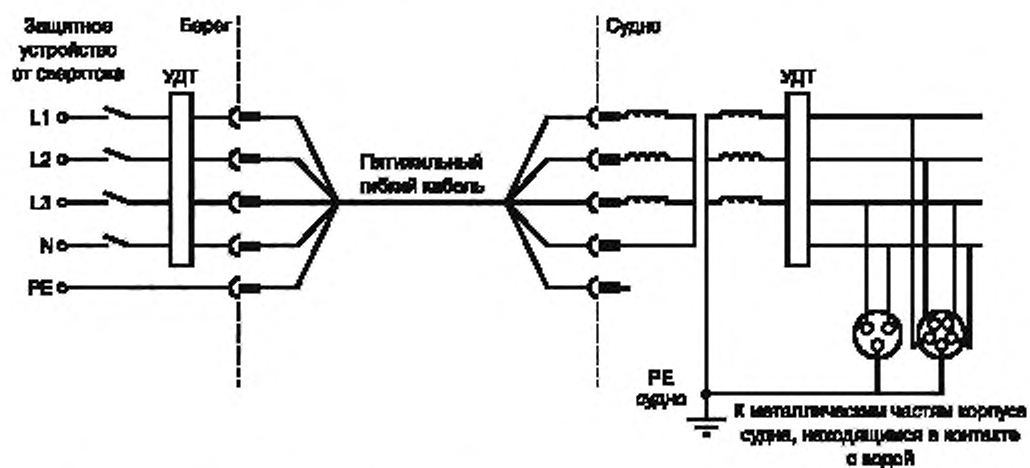 Защитное
устройство
от сверхтока
Берег
Судно
УДТ
УДТ
L1
L2
L3
N
PE
Пятижильный
гибкий кабель
PE
судно
К металлическим частям корпуса
судна, находящимся в контакте
с водой